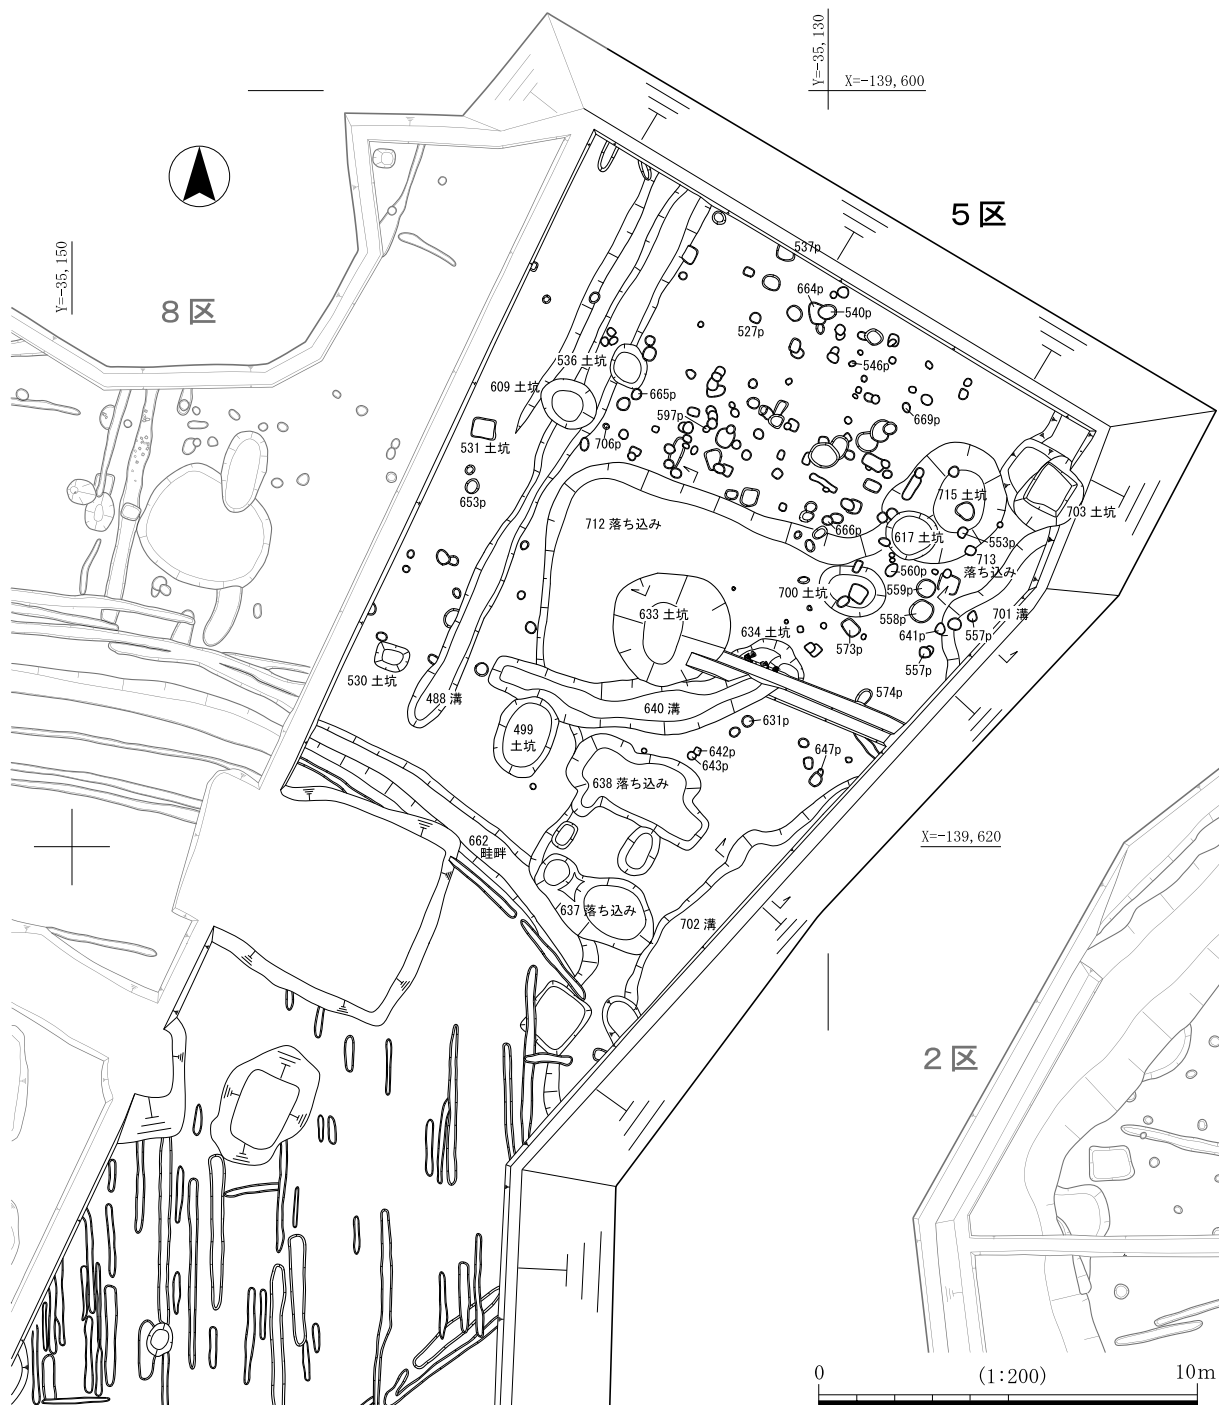 Y=-35,130
X=-139,600
5区
Y=-35,150
8区
537p
664p
540p
527p
536 土坑
546p
609 土坑
665p
669p
597p
531 土坑
706p
653p
715 土坑
703 土坑
712 落ち込み
666p
617 土坑
553p
713
落ち込み
560p
559p
700 土坑
633 土坑
558p
701 溝
634 土坑
641p
557p
573p
557p
530 土坑
488 溝
574p
640 溝
631p
499
土坑
642p
643p
647p
638 落ち込み
X=-139,620
662
畦畔
637 落ち込み
702 溝
2区
0
(1:200)
10m